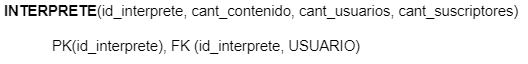 INTERPRETE(id_interprete, cant_contenido, cant_usuarios, cant_suscriptores)
PK(id_interprete), FK (id_interprete, USUARIO)